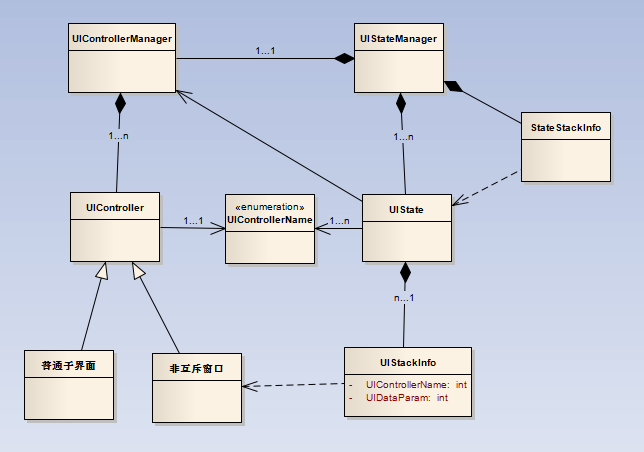 UIControllerManager
UIStateManager
1...1
1...n
1...n
StateStackInfo
UIController
«enumeration»
UIControllerName
UIState
1...1
1...n
n...1
普通子界面
非互斥窗口
UIStackInfo
- UIControllerName: int
- UIDataParam: int